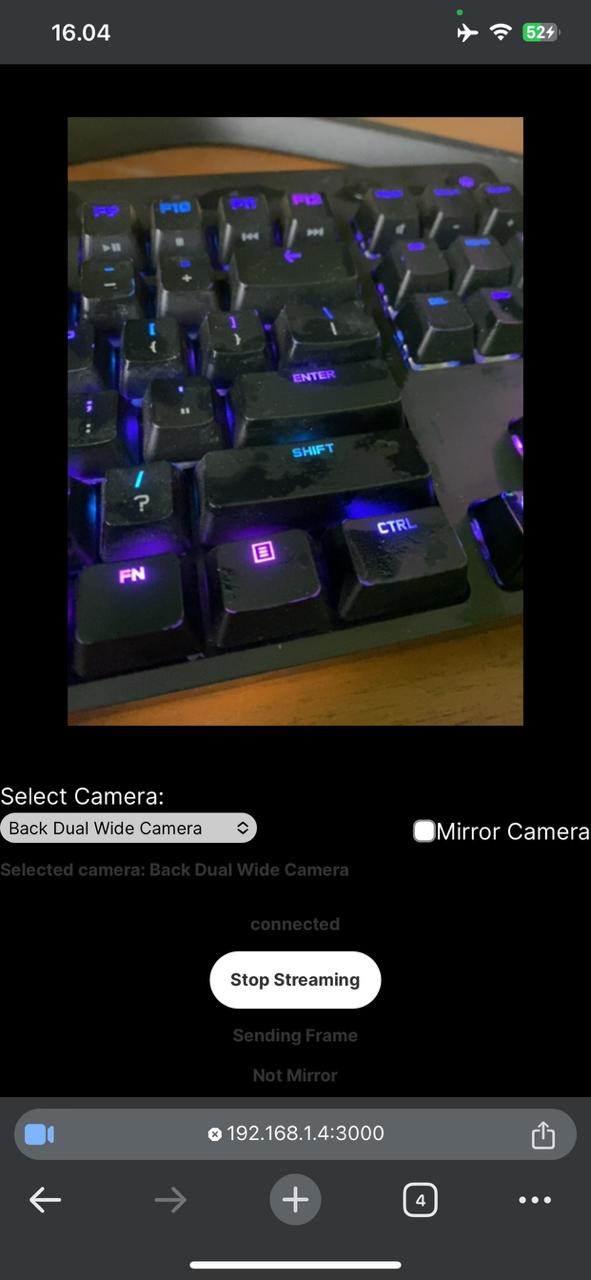 16.04
52
F9 F10 F11 F12
- +
[ ] \
{ } |
ENTER
; '
: "
SHIFT
/
?
CTRL
FN
Select Camera:
Back Dual Wide Camera
Mirror Camera
Selected camera: Back Dual Wide Camera
connected
Stop Streaming
Sending Frame
Not Mirror
192.168.1.4:3000
4